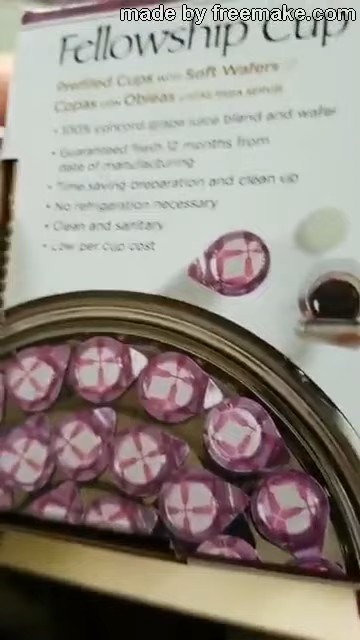 made by freemake.com
Fellowship Cup
Prefilled Cups with Soft Wafers
Copas con Obleas
• 100% concord grape juice blend and wafer
• Guaranteed fresh 12 months from
date of manufacturing
• Time saving preparation and clean up
• No refrigeration necessary
• Clean and sanitary
• Low per cup cost